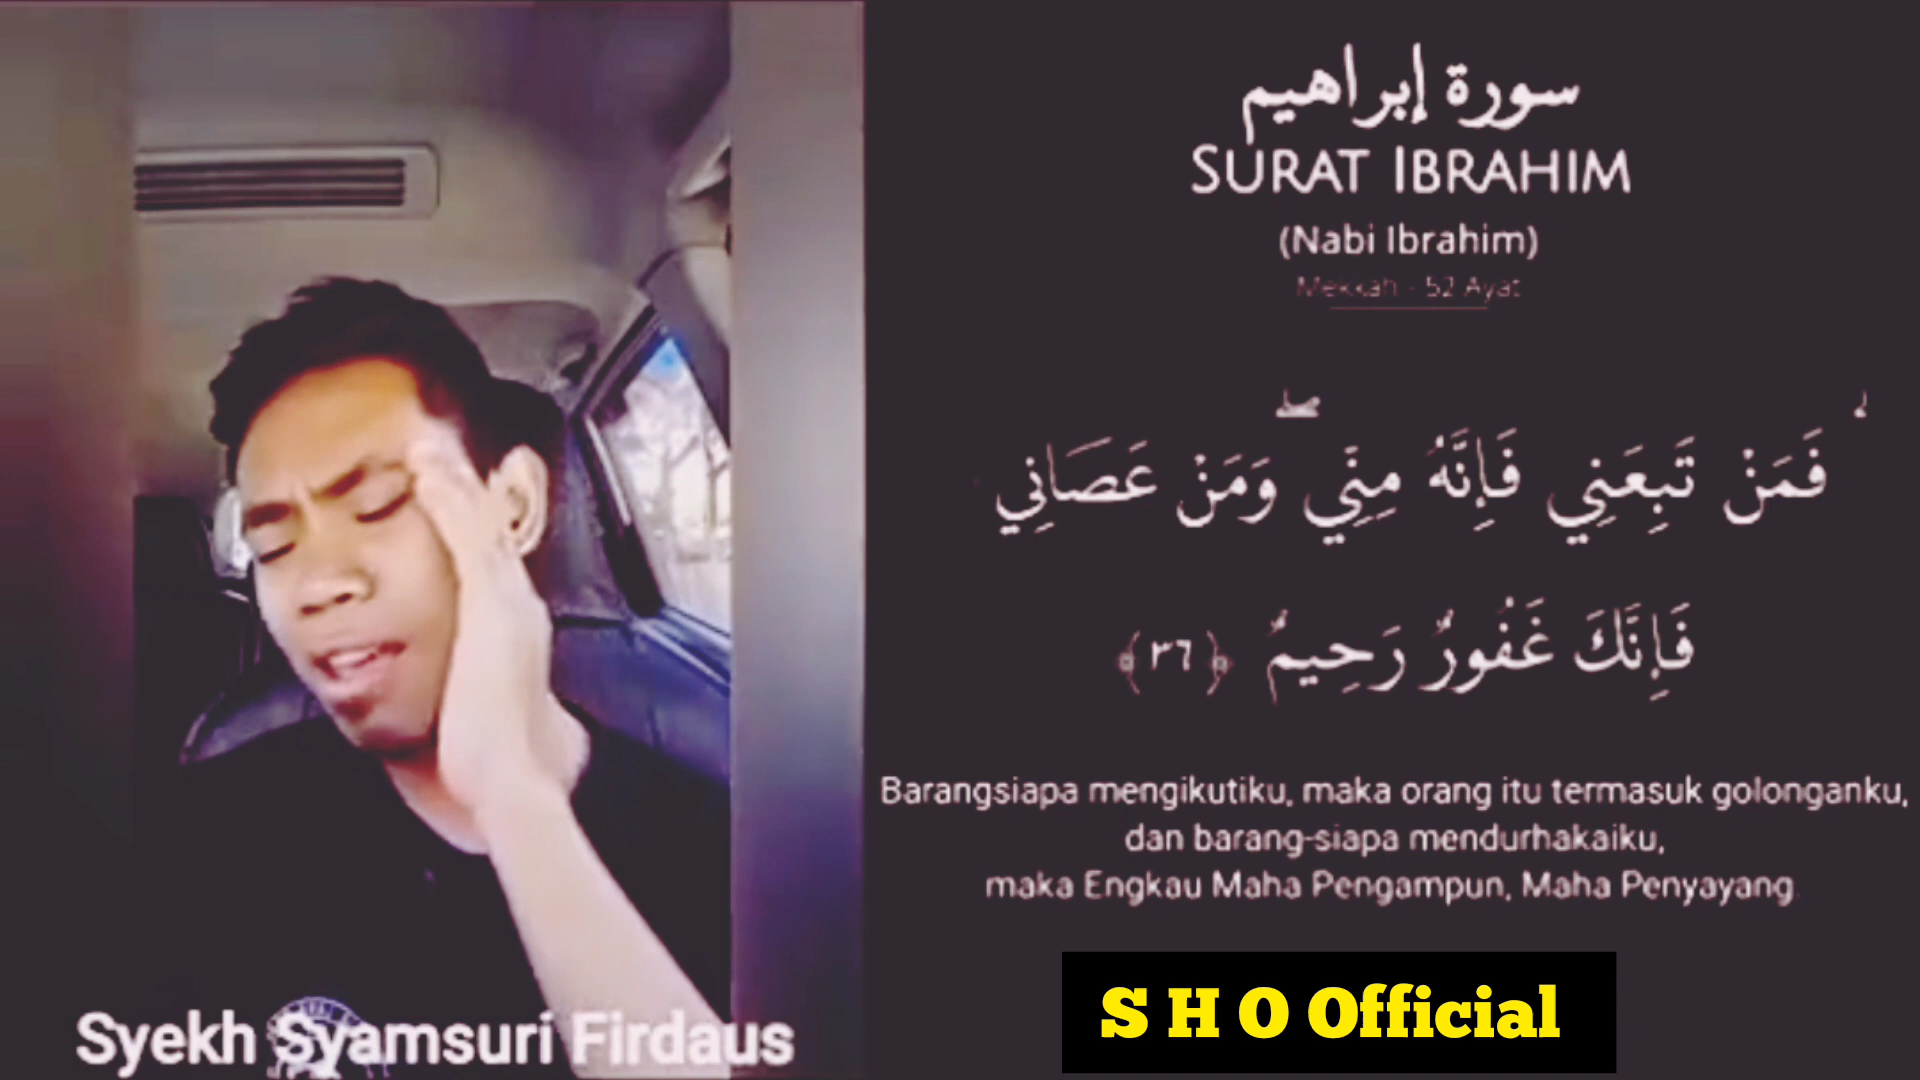 سورة إبراهيم
SURAT IBRAHIM
(Nabi Ibrahim)
Mekkah - 52 Ayat
فَمَنْ تَبِعَنِي فَإِنَّهُ مِنِّي ۖ وَمَنْ عَصَانِي
فَإِنَّكَ غَفُورٌ رَحِيمٌ ﴿٣٦﴾
Barangsiapa mengikutiku, maka orang itu termasuk golonganku,
dan barang-siapa mendurhakaiku,
maka Engkau Maha Pengampun, Maha Penyayang.
S H O Official
Syekh Syamsuri Firdaus